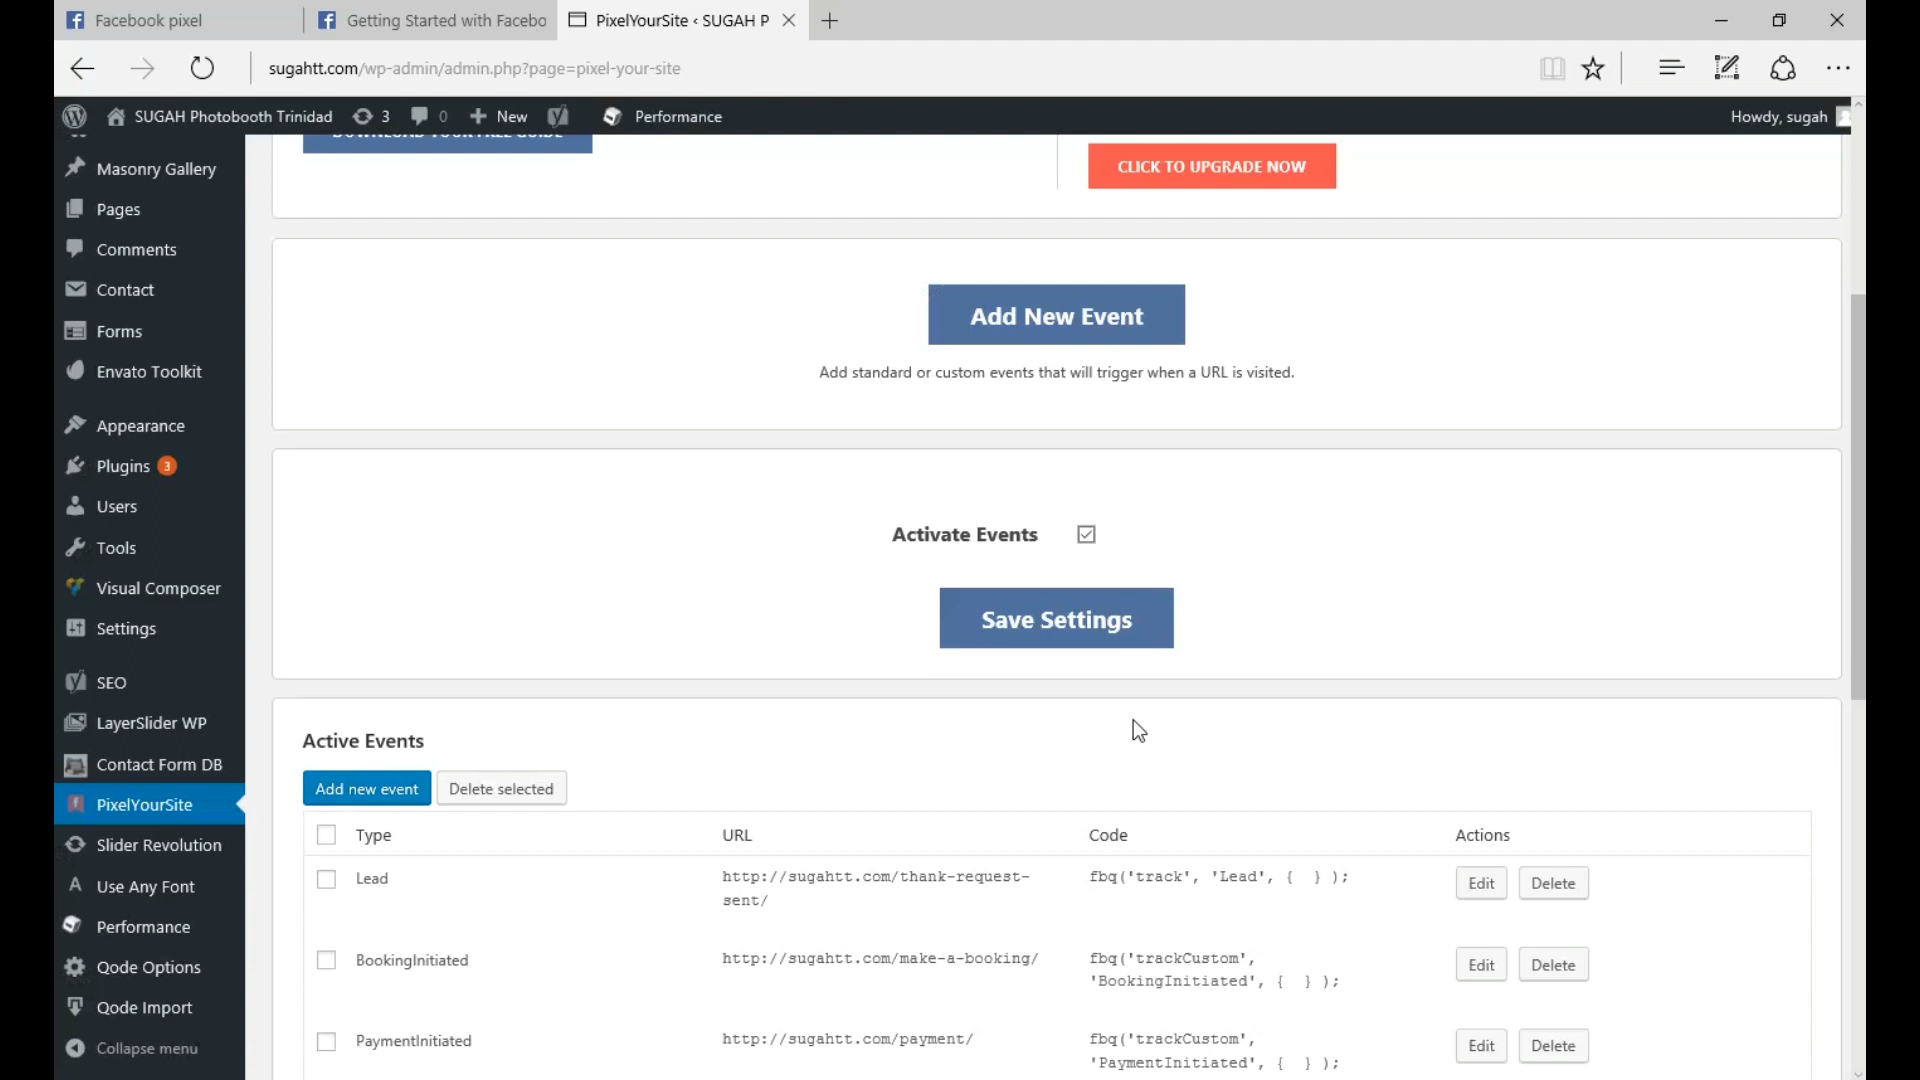 Facebook pixel
Getting Started with Facebo
PixelYourSite ‹ SUGAH P
sugahtt.com/wp-admin/admin.php?page=pixel-your-site
SUGAH Photobooth Trinidad
3
0
New
Performance
Howdy, sugah
Masonry Gallery
Pages
Comments
Contact
Forms
Envato Toolkit
Appearance
Plugins 3
Users
Tools
Visual Composer
Settings
SEO
LayerSlider WP
Contact Form DB
PixelYourSite
Slider Revolution
Use Any Font
Performance
Qode Options
Qode Import
Collapse menu
DOWNLOAD YOUR FREE GUIDE
CLICK TO UPGRADE NOW
Add New Event
Add standard or custom events that will trigger when a URL is visited.
Activate Events
Save Settings
Active Events
Add new event
Delete selected
Type URL Code Actions
Lead
http://sugahtt.com/thank-request-
sent/
fbq('track', 'Lead', { } );
Edit Delete
BookingInitiated
http://sugahtt.com/make-a-booking/
fbq('trackCustom',
'BookingInitiated', { } );
Edit Delete
PaymentInitiated
http://sugahtt.com/payment/
fbq('trackCustom',
'PaymentInitiated', { } );
Edit Delete